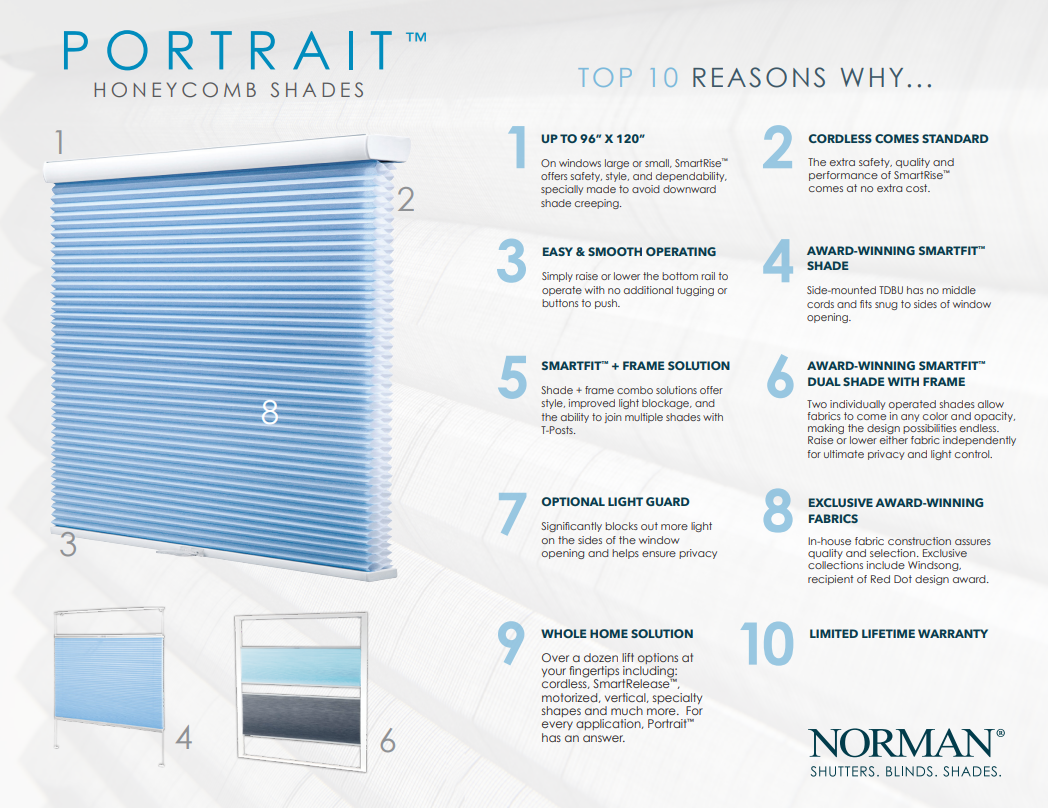 PORTRAIT™
HONEYCOMB SHADES
TOP 10 REASONS WHY...
1
2
8
3
4
6
1
UP TO 96” X 120”
On windows large or small, SmartRise™
offers safety, style, and dependability,
specially made to avoid downward
shade creeping.
2
CORDLESS COMES STANDARD
The extra safety, quality and
performance of SmartRise™
comes at no extra cost.
3
EASY & SMOOTH OPERATING
Simply raise or lower the bottom rail to
operate with no additional tugging or
buttons to push.
4
AWARD-WINNING SMARTFIT™
SHADE
Side-mounted TDBU has no middle
cords and fits snug to sides of window
opening.
5
SMARTFIT™ + FRAME SOLUTION
Shade + frame combo solutions offer
style, improved light blockage, and
the ability to join multiple shades with
T-Posts.
6
AWARD-WINNING SMARTFIT™
DUAL SHADE WITH FRAME
Two individually operated shades allow
fabrics to come in any color and opacity,
making the design possibilities endless.
Raise or lower either fabric independently
for ultimate privacy and light control.
7
OPTIONAL LIGHT GUARD
Significantly blocks out more light
on the sides of the window
opening and helps ensure privacy
8
EXCLUSIVE AWARD-WINNING
FABRICS
In-house fabric construction assures
quality and selection. Exclusive
collections include Windsong,
recipient of Red Dot design award.
9
WHOLE HOME SOLUTION
Over a dozen lift options at
your fingertips including:
cordless, SmartRelease™,
motorized, vertical, specialty
shapes and much more.  For
every application, Portrait™
has an answer.
10
LIMITED LIFETIME WARRANTY
NORMAN®
SHUTTERS. BLINDS. SHADES.